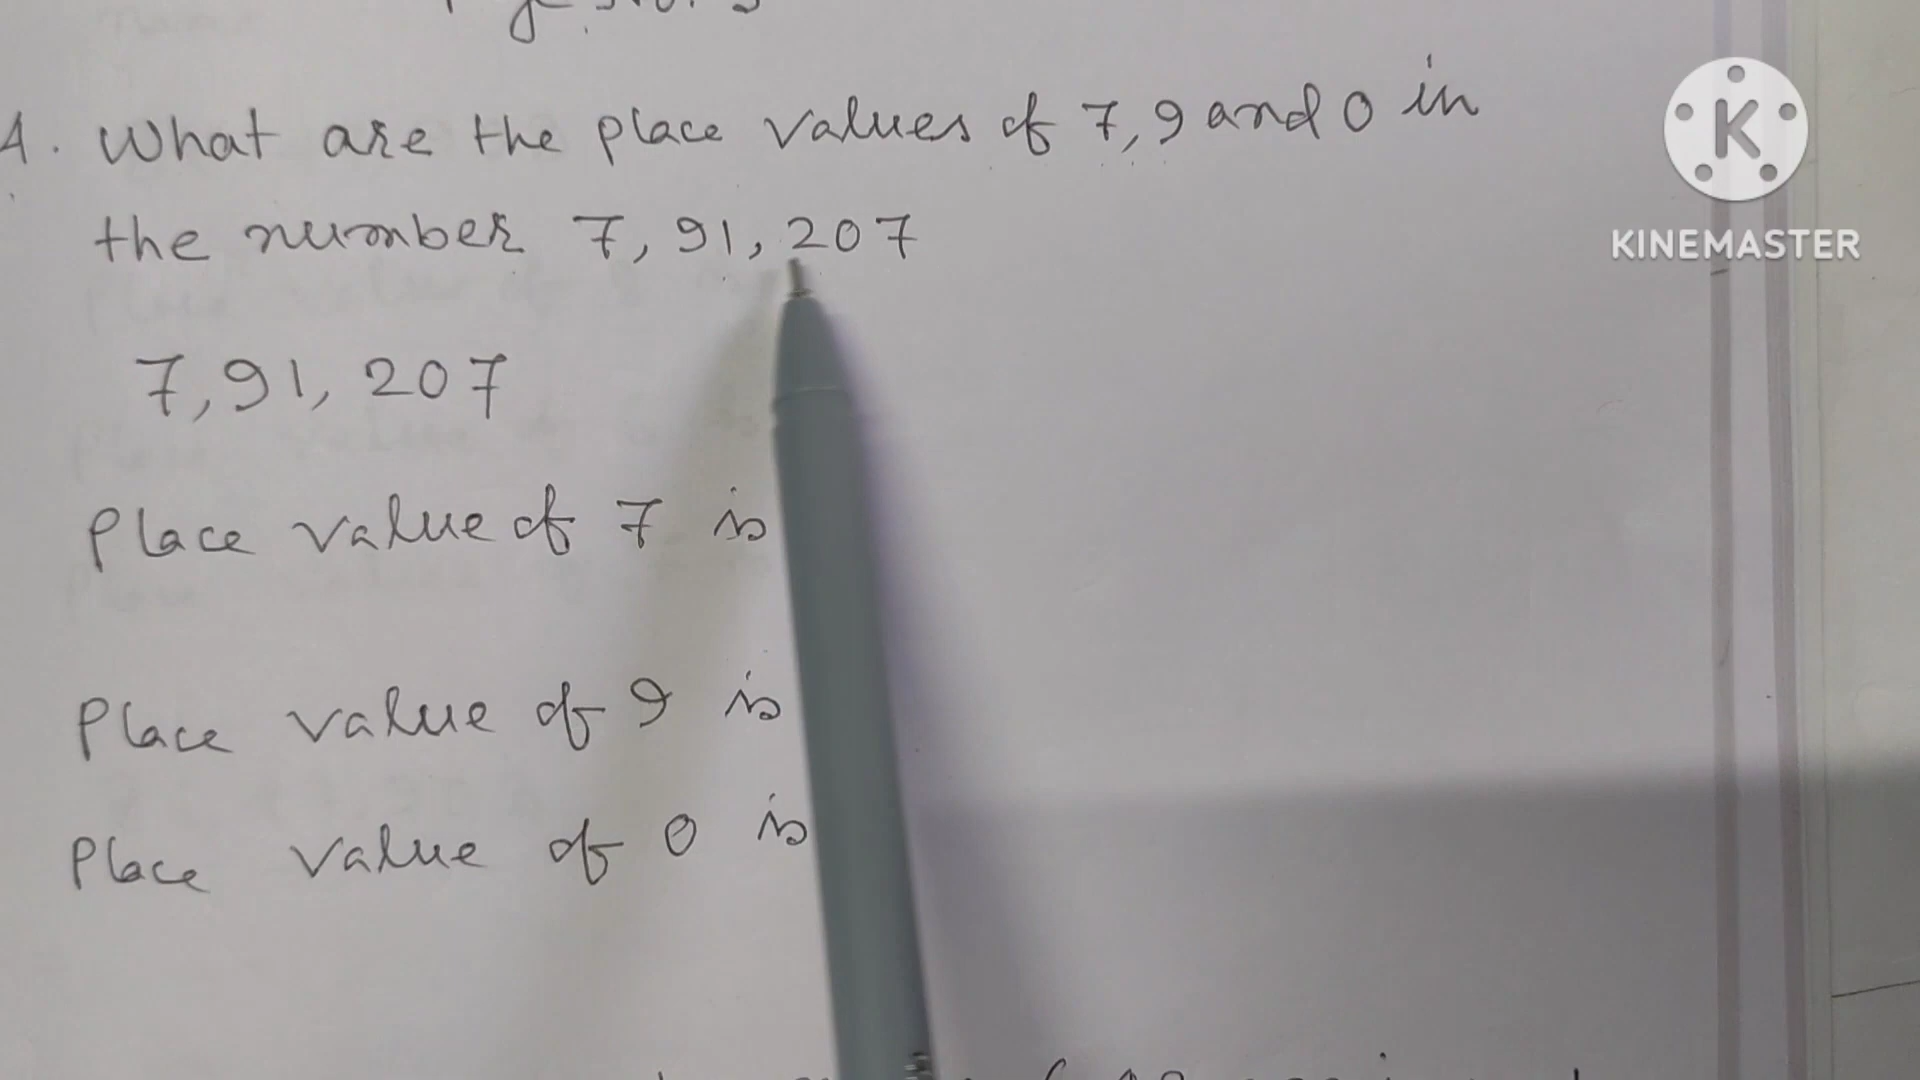 4. What are the place values of 7, 9 and 0 in
the number 7, 91, 207
7, 91, 207
Place value of 7 is
Place value of 9 is
Place value of 0 is
KINEMASTER